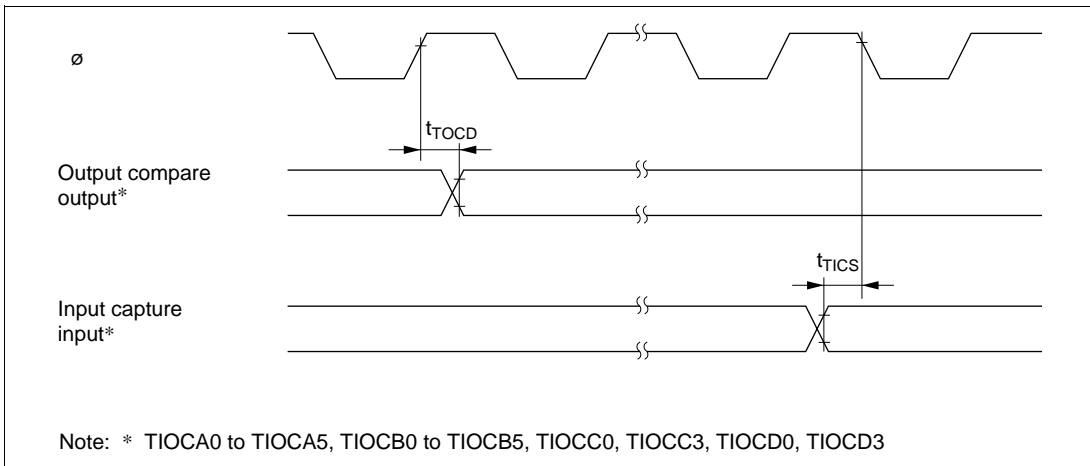 ø
tTOCD
Output compare
output*
tTICS
Input capture
input*
Note: * TIOCA0 to TIOCA5, TIOCB0 to TIOCB5, TIOCC0, TIOCC3, TIOCD0, TIOCD3